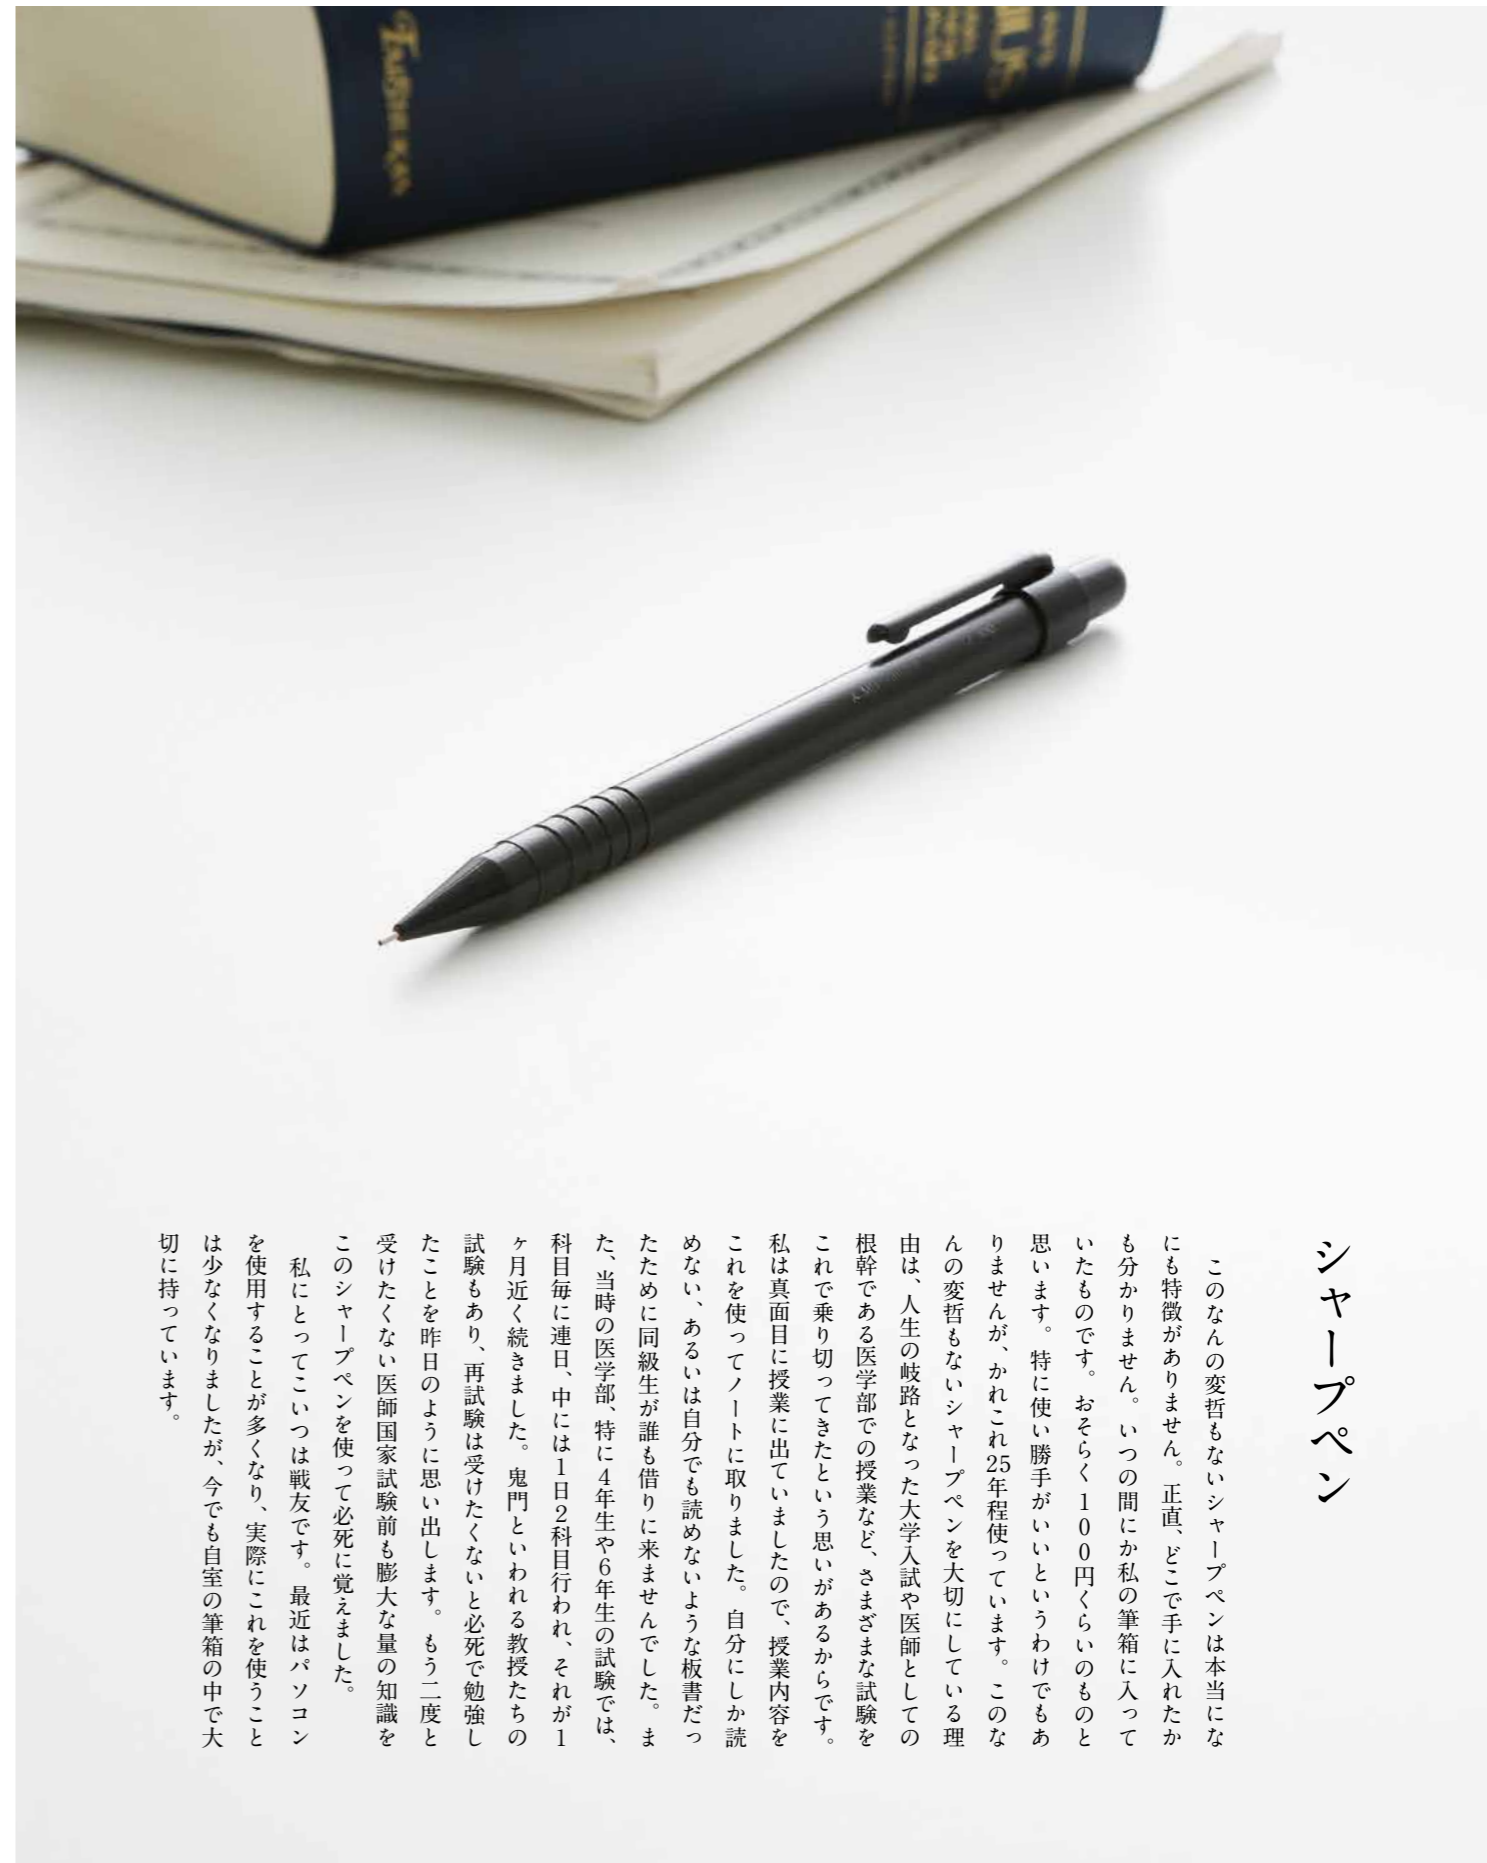 シャープペン
このなんの変哲もないシャープペンは本当にな
にも特徴がありません。正直、どこで手に入れたか
も分かりません。いつの間にか私の筆箱に入って
いたものです。おそらく100円くらいのものと
思います。特に使い勝手がいいというわけでもあ
りませんが、かれこれ25年程使っています。このな
んの変哲もないシャープペンを大切にしている理
由は、人生の岐路となった大学入試や医師としての
根幹である医学部での授業など、さまざまな試験を
これで乗り切ってきたという思いがあるからです。
私は真面目に授業に出ていましたので、授業内容を
これを使ってノートに取りました。自分にしか読
めない、あるいは自分でも読めないような板書だっ
たために同級生が誰も借りに来ませんでした。ま
た、当時の医学部、特に4年生や6年生の試験では、
科目毎に連日、中には1日2科目行われ、それが1
ヶ月近く続きました。鬼門といわれる教授たちの
試験もあり、再試験は受けたくないと必死で勉強し
たことを昨日のように思い出します。もう二度と
受けたくない医師国家試験前も膨大な量の知識を
このシャープペンを使って必死に覚えました。
私にとってこいつは戦友です。最近はパソコン
を使用することが多くなり、実際にこれを使うこと
は少なくなりましたが、今でも自室の筆箱の中で大
切に持っています。